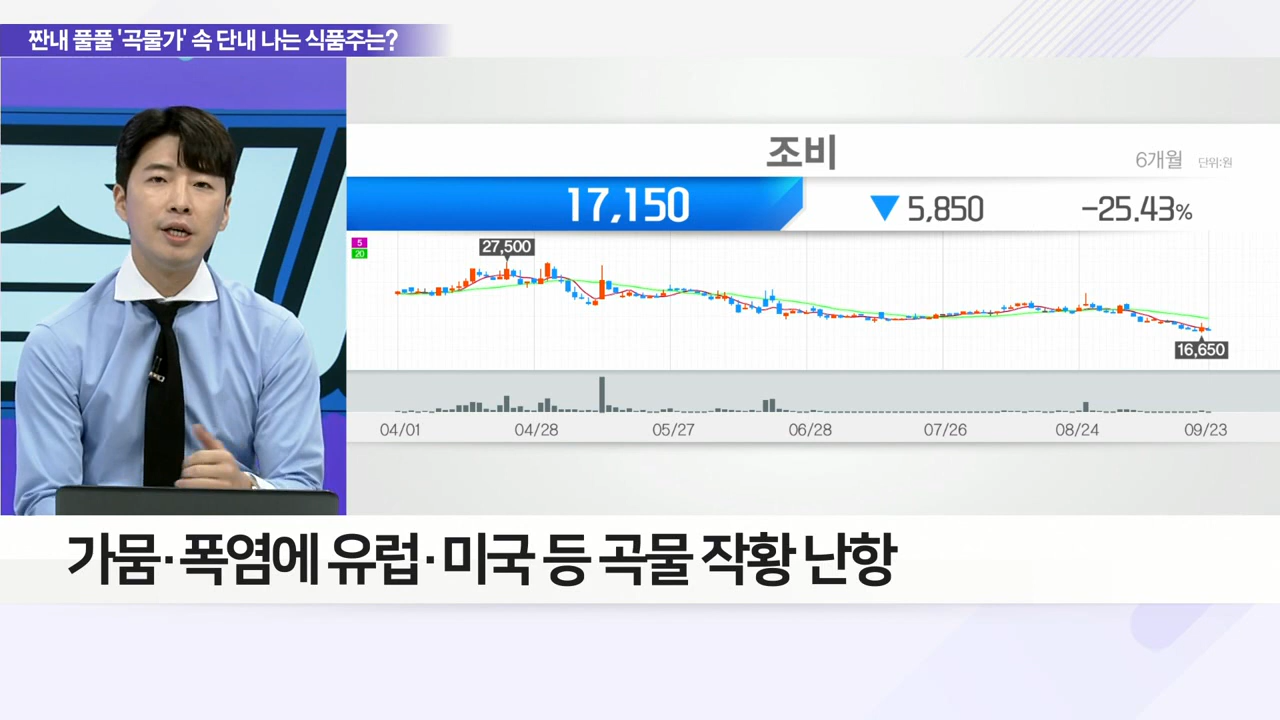 짠내 풀풀 '곡물가' 속 단내 나는 식품주는?
조비
6개월 단위:원
17,150 ▼ 5,850 -25.43%
5
20
27,500
16,650
04/01 04/28 05/27 06/28 07/26 08/24 09/23
가뭄·폭염에 유럽·미국 등 곡물 작황 난항